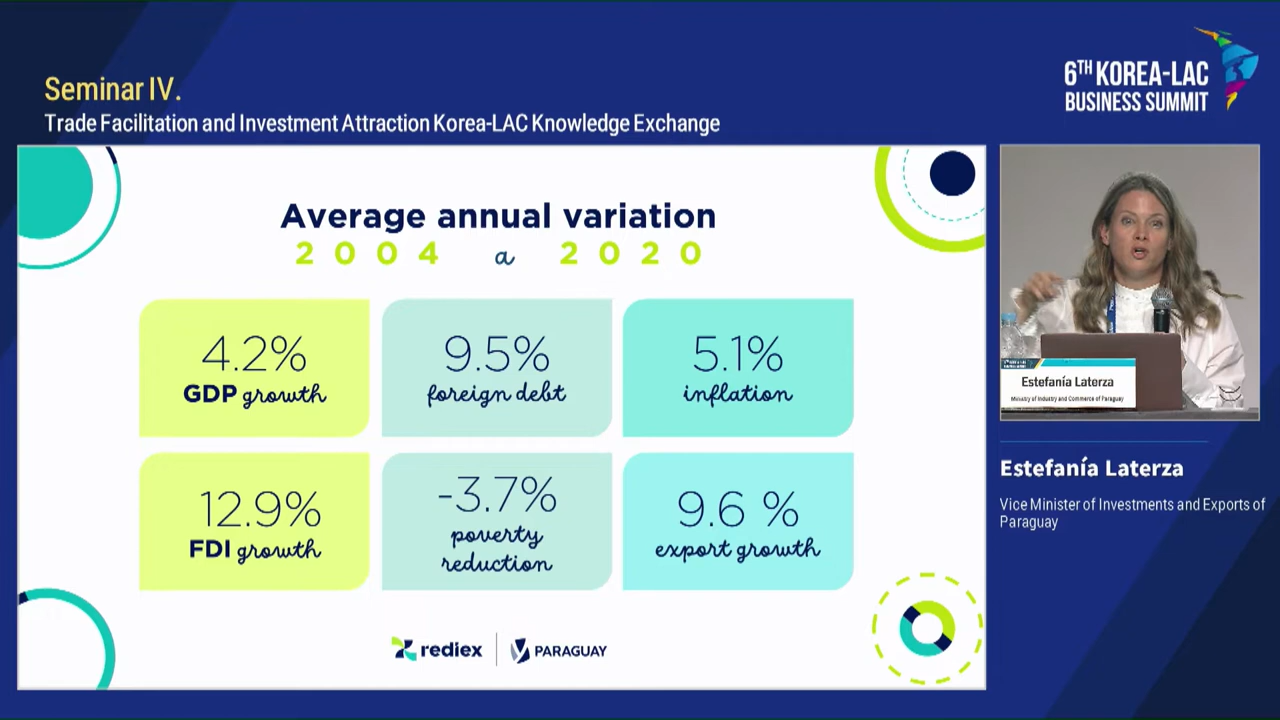 Seminar IV.
Trade Facilitation and Investment Attraction Korea-LAC Knowledge Exchange
6TH KOREA-LAC
BUSINESS SUMMIT
Average annual variation
2004 a 2020
4.2%
GDP growth
9.5%
foreign debt
5.1%
inflation
12.9%
FDI growth
-3.7%
poverty
reduction
9.6 %
export growth
rediex
PARAGUAY
Estefanía Laterza
Ministry of Industry and Commerce of Paraguay
Estefanía Laterza
Vice Minister of Investments and Exports of
Paraguay